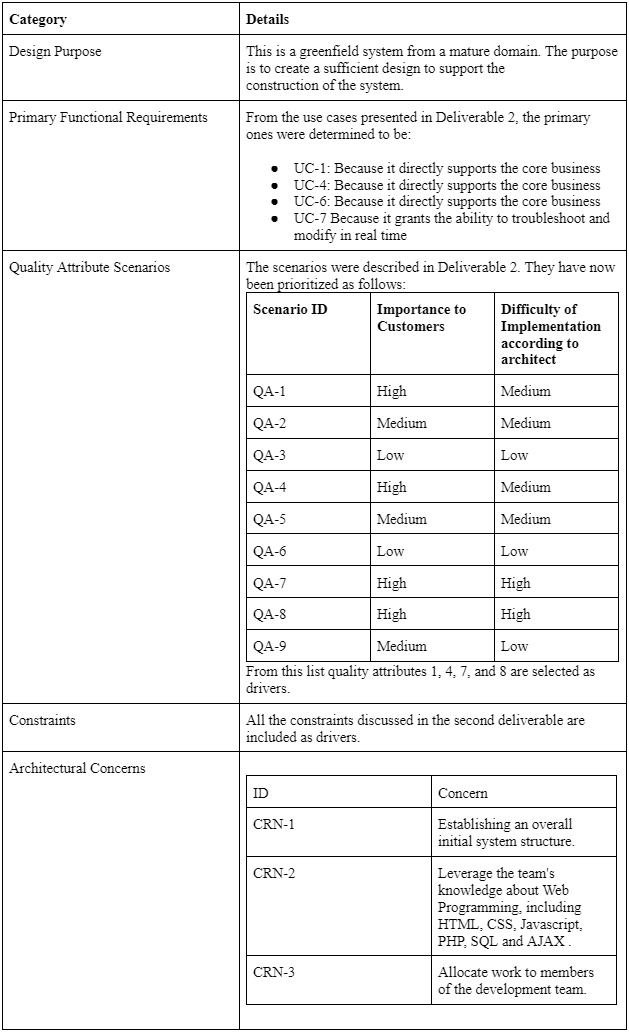 Category Details
Design Purpose This is a greenfield system from a mature domain. The purpose
is to create a sufficient design to support the
construction of the system.
Primary Functional Requirements From the use cases presented in Deliverable 2, the primary
ones were determined to be:
● UC-1: Because it directly supports the core business
● UC-4: Because it directly supports the core business
● UC-6: Because it directly supports the core business
● UC-7 Because it grants the ability to troubleshoot and
modify in real time
Quality Attribute Scenarios The scenarios were described in Deliverable 2. They have now
been prioritized as follows:
Scenario ID Importance to Difficulty of
Customers Implementation
according to
architect
QA-1 High Medium
QA-2 Medium Medium
QA-3 Low Low
QA-4 High Medium
QA-5 Medium Medium
QA-6 Low Low
QA-7 High High
QA-8 High High
QA-9 Medium Low
From this list quality attributes 1, 4, 7, and 8 are selected as
drivers.
Constraints All the constraints discussed in the second deliverable are
included as drivers.
Architectural Concerns
ID Concern
CRN-1 Establishing an overall
initial system structure.
CRN-2 Leverage the team's
knowledge about Web
Programming, including
HTML, CSS, Javascript,
PHP, SQL and AJAX .
CRN-3 Allocate work to members
of the development team.